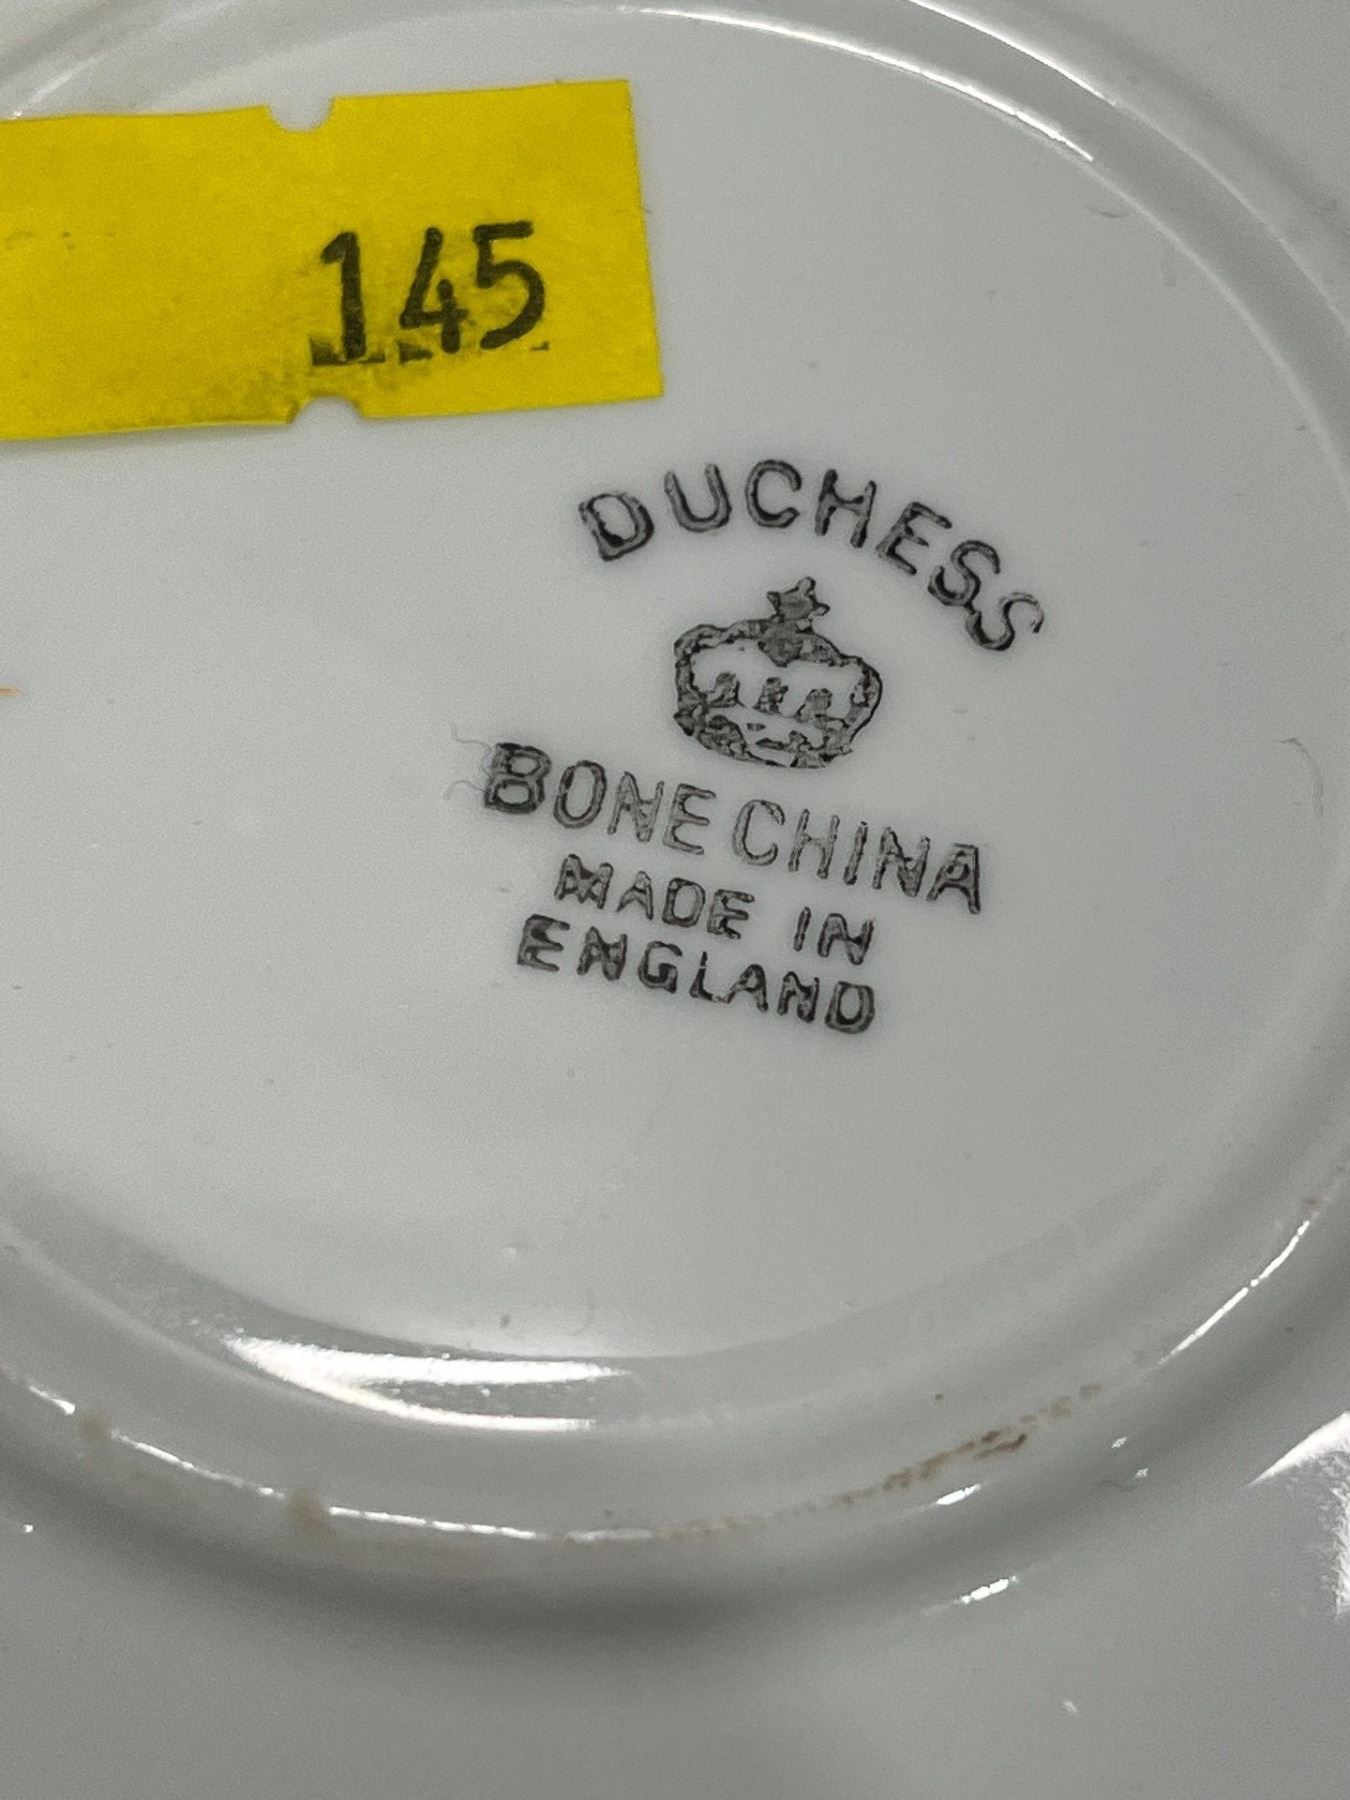 145
DUCHESS
BONE CHINA
MADE IN
ENGLAND